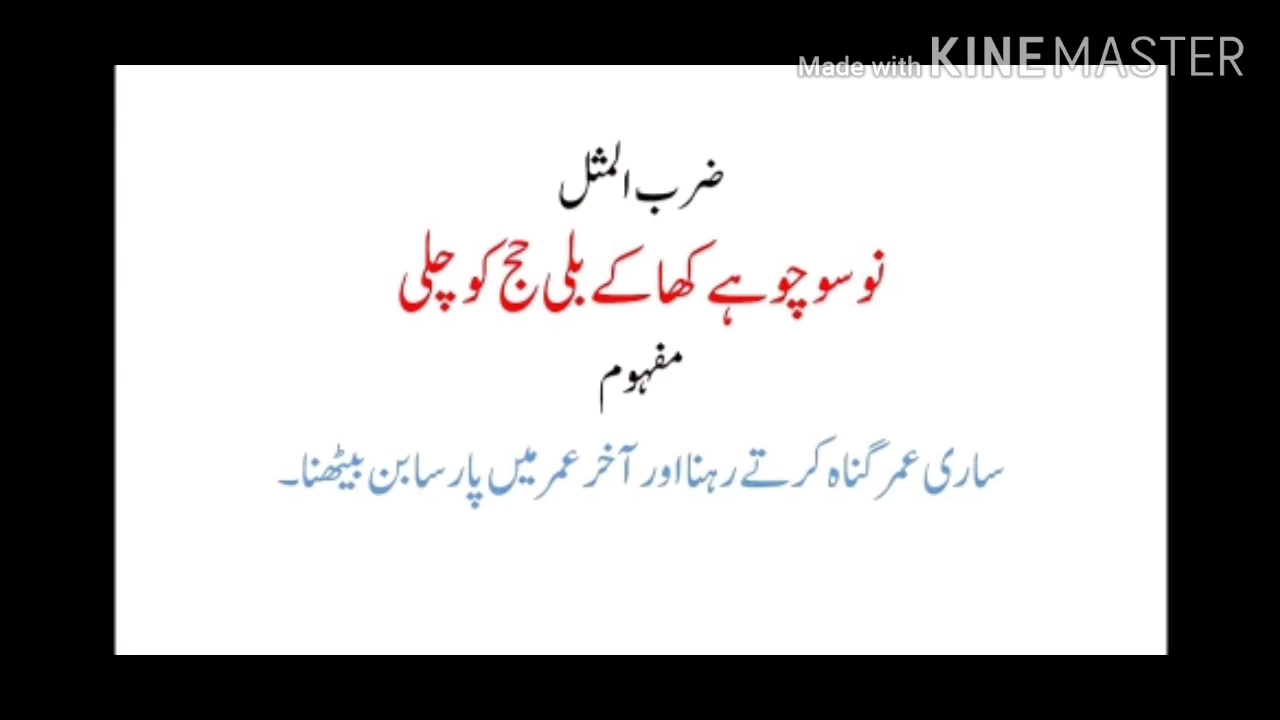 Made with KINEMASTER
ضرب المثل
نو سو چوہے کھا کے بلی حج کو چلی
مفہوم
ساری عمر گناہ کرتے رہنا اور آخر عمر میں پارسا بن بیٹھنا۔